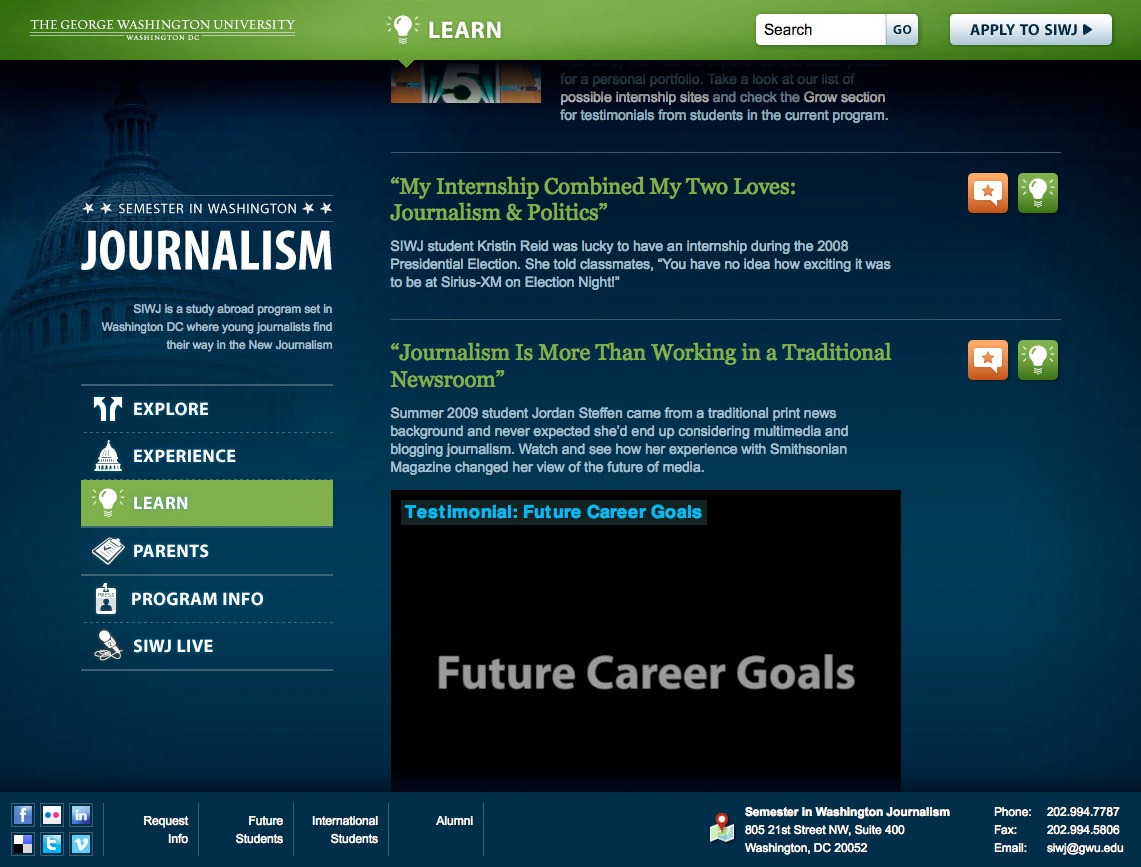 THE GEORGE WASHINGTON UNIVERSITY
WASHINGTON DC
LEARN
Search
GO
APPLY TO SIWJ
5
for a personal portfolio. Take a look at our list of
possible internship sites and check the Grow section
for testimonials from students in the current program.
SEMESTER IN WASHINGTON
JOURNALISM
SIWJ is a study abroad program set in
Washington DC where young journalists find
their way in the New Journalism
EXPLORE
EXPERIENCE
LEARN
PARENTS
PRESS
PROGRAM INFO
SIWJ LIVE
“My Internship Combined My Two Loves:
Journalism & Politics”
SIWJ student Kristin Reid was lucky to have an internship during the 2008
Presidential Election. She told classmates, “You have no idea how exciting it was
to be at Sirius-XM on Election Night!”
“Journalism Is More Than Working in a Traditional
Newsroom”
Summer 2009 student Jordan Steffen came from a traditional print news
background and never expected she’d end up considering multimedia and
blogging journalism. Watch and see how her experience with Smithsonian
Magazine changed her view of the future of media.
Testimonial: Future Career Goals
Future Career Goals
f
in
t
v
Request
Info
Future
Students
International
Students
Alumni
Semester in Washington Journalism
805 21st Street NW, Suite 400
Washington, DC 20052
Phone: 202.994.7787
Fax: 202.994.5806
Email: siwj@gwu.edu